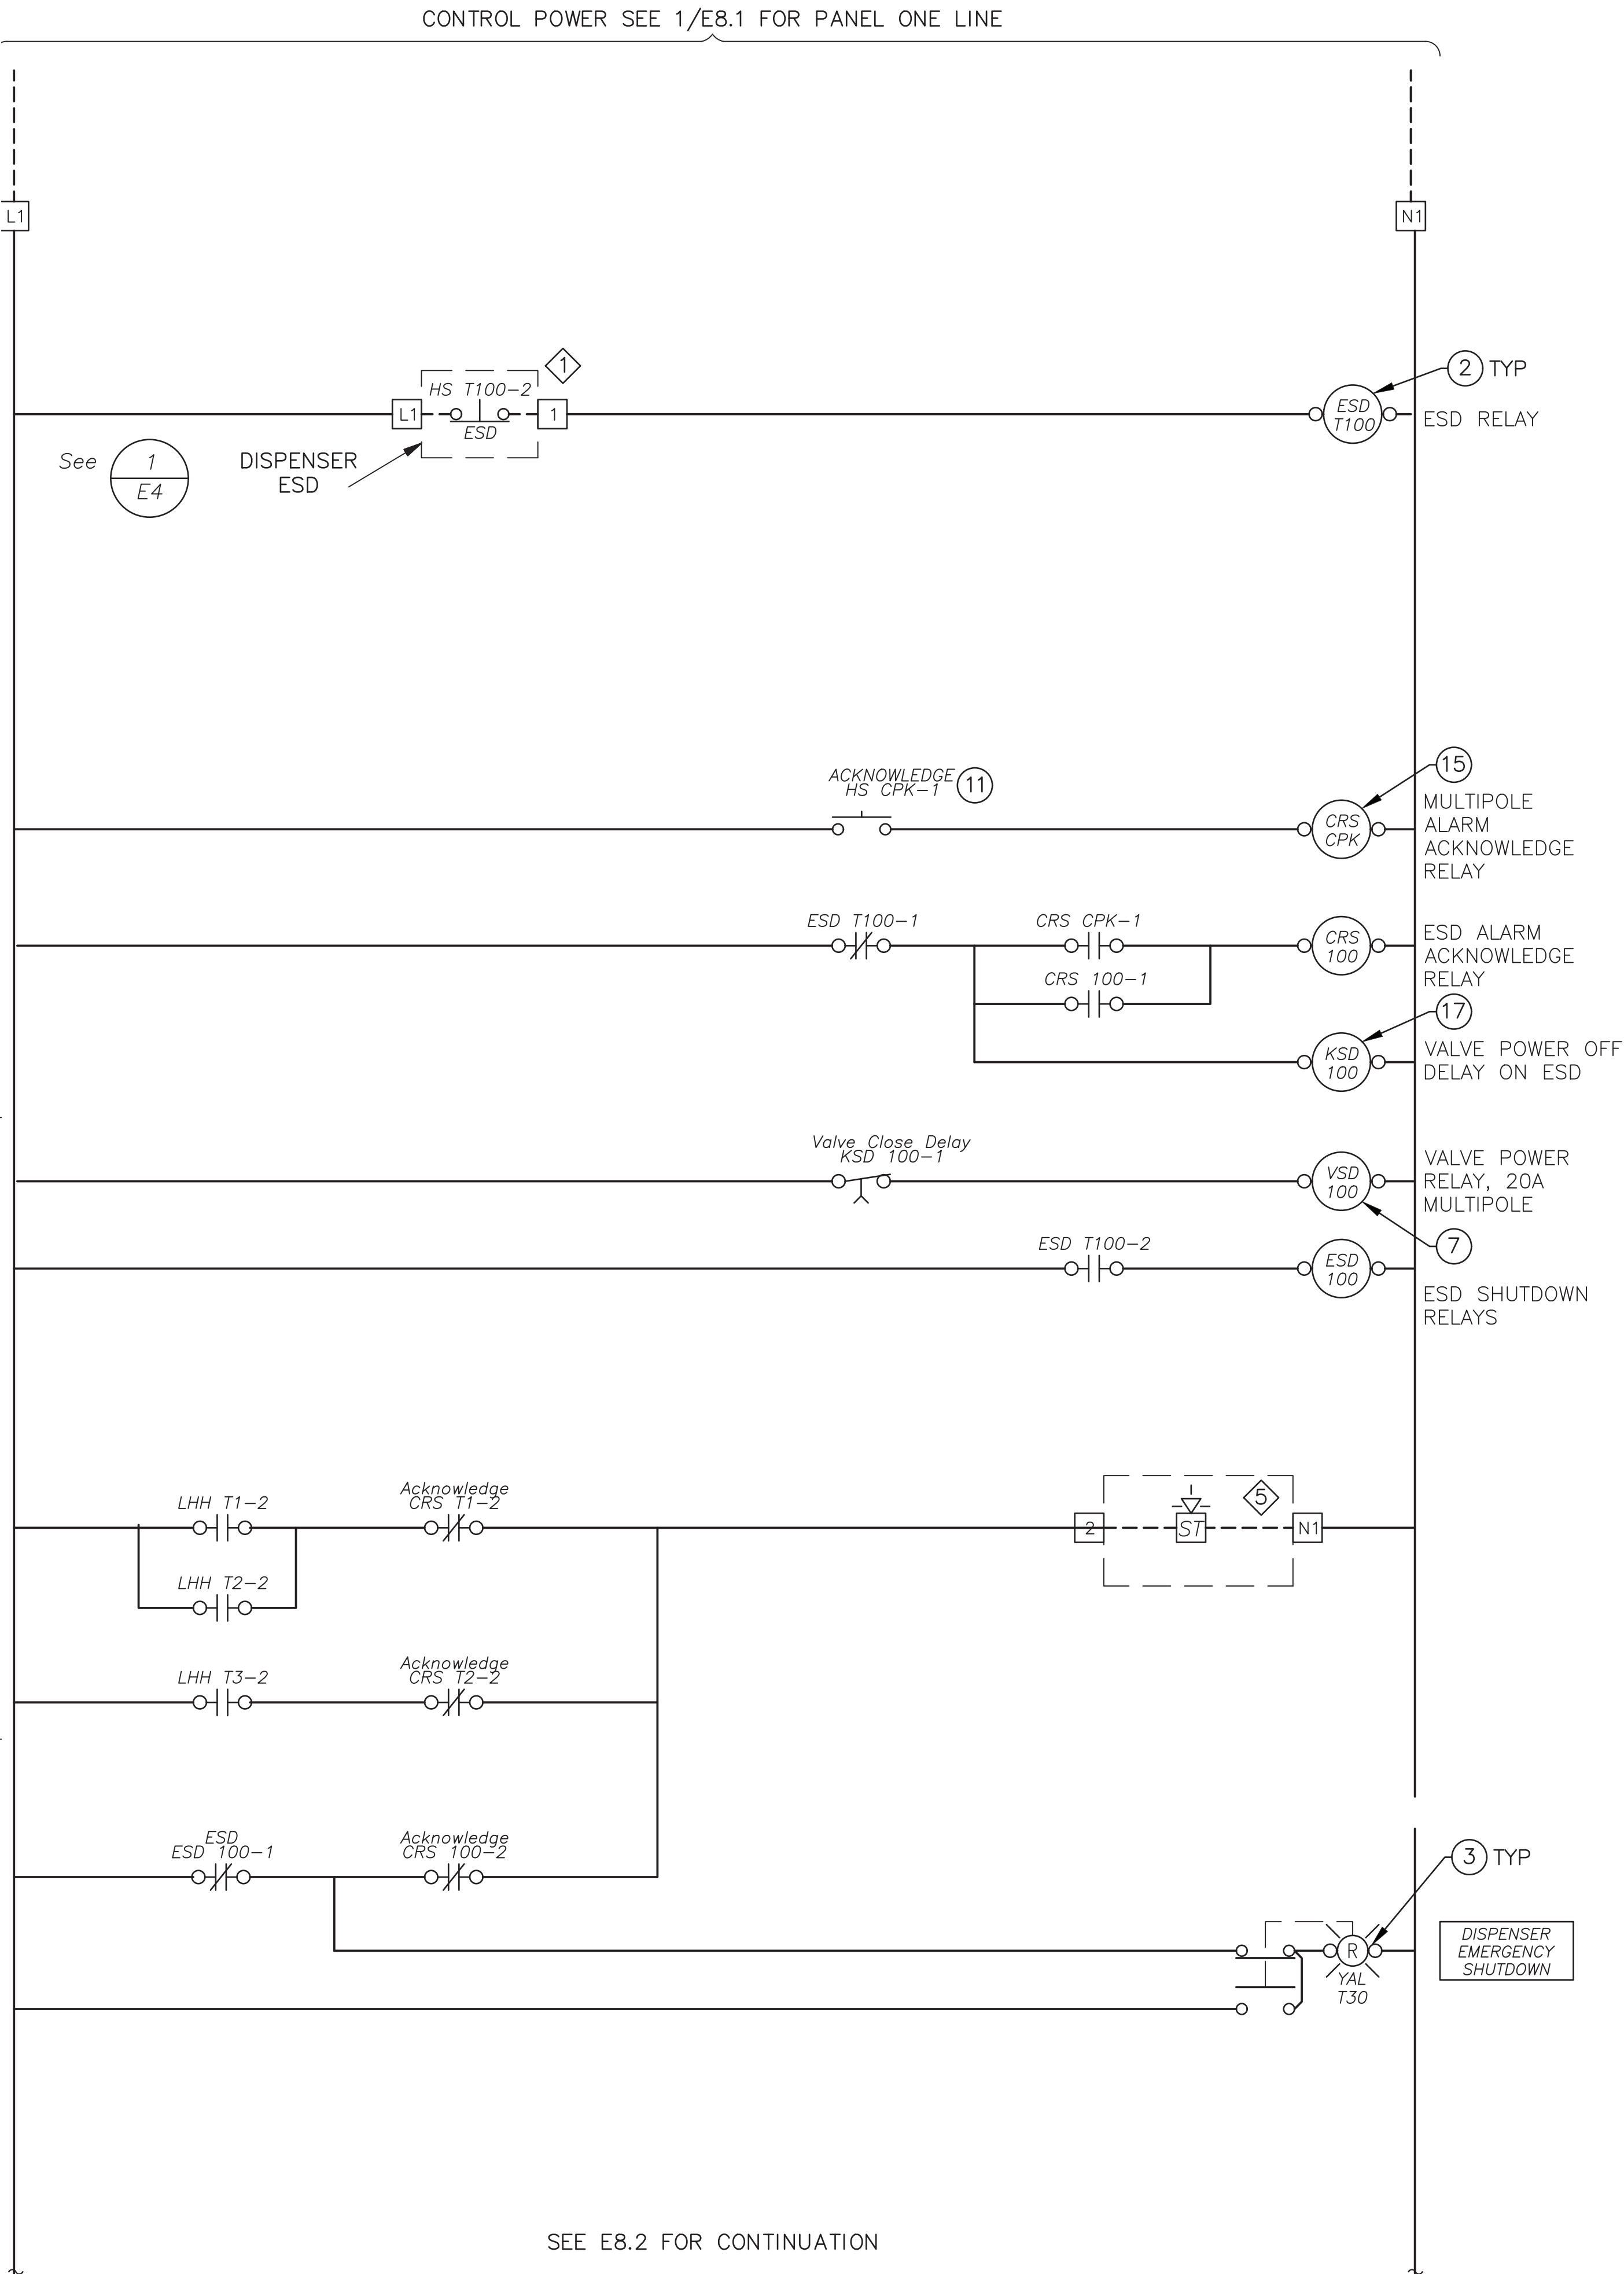 CONTROL POWER SEE 1/E8.1 FOR PANEL ONE LINE
L1
N1
1
HS T100-2
L1
1
ESD
ESD
T100
2 TYP
ESD RELAY
See
1
E4
DISPENSER
ESD
ACKNOWLEDGE
HS CPK-1
11
CRS
CPK
15
MULTIPOLE
ALARM
ACKNOWLEDGE
RELAY
ESD T100-1
CRS CPK-1
CRS
100
ESD ALARM
ACKNOWLEDGE
RELAY
CRS 100-1
17
KSD
100
VALVE POWER OFF
DELAY ON ESD
Valve Close Delay
KSD 100-1
VSD
100
VALVE POWER
RELAY, 20A
MULTIPOLE
7
ESD T100-2
ESD
100
ESD SHUTDOWN
RELAYS
LHH T1-2
Acknowledge
CRS T1-2
2
ST
5
N1
LHH T2-2
LHH T3-2
Acknowledge
CRS T2-2
ESD
ESD 100-1
Acknowledge
CRS 100-2
3 TYP
R
YAL
T30
DISPENSER
EMERGENCY
SHUTDOWN
SEE E8.2 FOR CONTINUATION